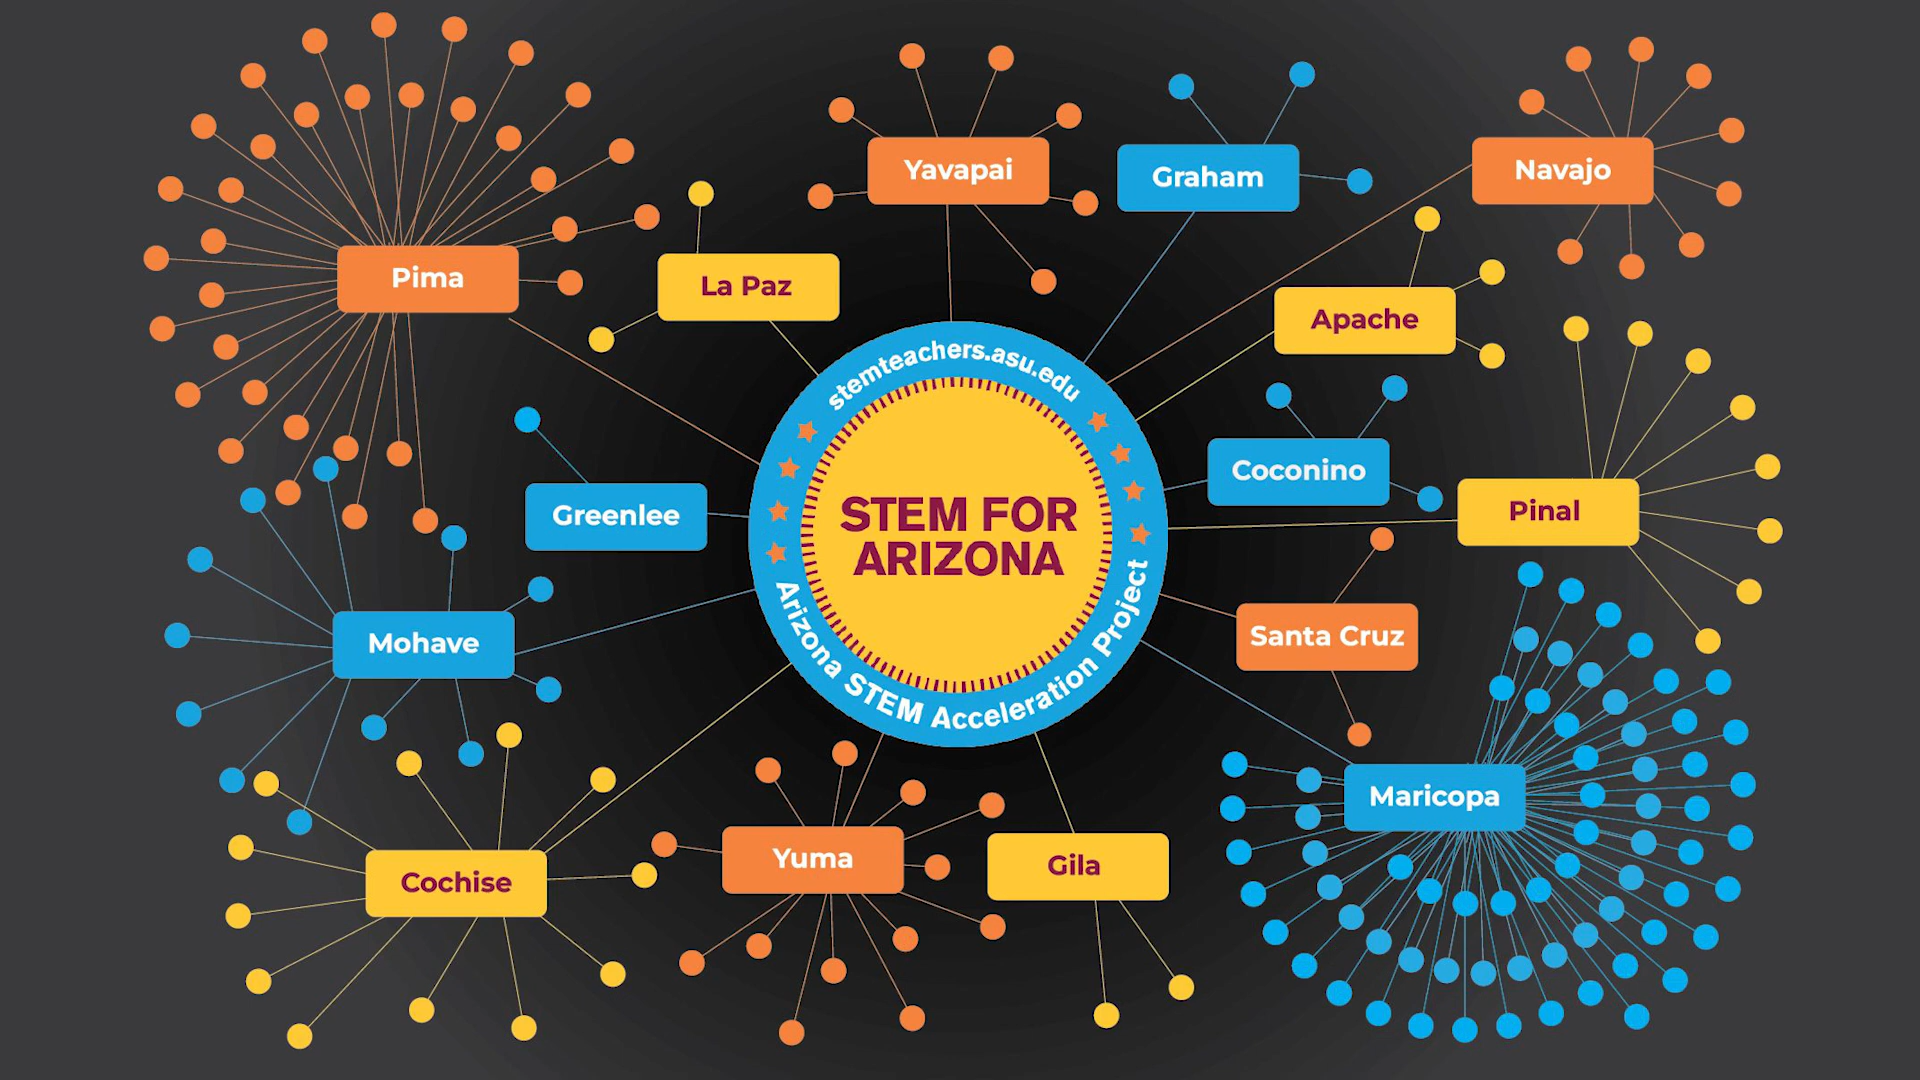 Yavapai
Graham
Navajo
Pima
La Paz
Apache
stemteachers.asu.edu
Coconino
Greenlee
STEM FOR
ARIZONA
Pinal
Mohave
Santa Cruz
Arizona STEM Acceleration Project
Maricopa
Cochise
Yuma
Gila